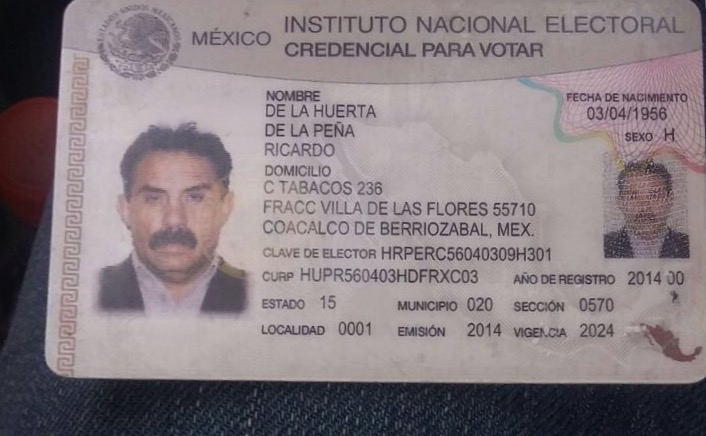 MÉXICO
INSTITUTO NACIONAL ELECTORAL
CREDENCIAL PARA VOTAR
NOMBRE
DE LA HUERTA
DE LA PEÑA
RICARDO
FECHA DE NACIMIENTO
03/04/1956
SEXO H
DOMICILIO
C TABACOS 236
FRACC VILLA DE LAS FLORES 55710
COACALCO DE BERRIOZABAL, MEX.
CLAVE DE ELECTOR HRPERC56040309H301
CURP HUPR560403HDFRXC03 AÑO DE REGISTRO 2014 00
ESTADO 15 MUNICIPIO 020 SECCIÓN 0570
LOCALIDAD 0001 EMISIÓN 2014 VIGENCIA 2024